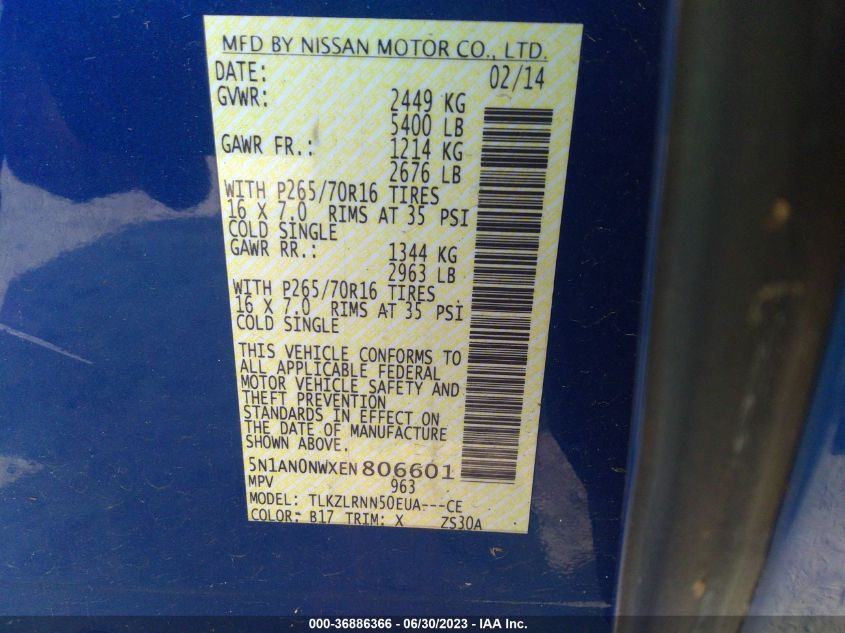 MFD BY NISSAN MOTOR CO., LTD.
DATE: 02/14
GVWR: 2449 KG
5400 LB
GAWR FR.: 1214 KG
2676 LB
WITH P265/70R16 TIRES
16 X 7.0 RIMS AT 35 PSI
COLD SINGLE
GAWR RR.: 1344 KG
2963 LB
WITH P265/70R16 TIRES
16 X 7.0 RIMS AT 35 PSI
COLD SINGLE
THIS VEHICLE CONFORMS TO
ALL APPLICABLE FEDERAL
MOTOR VEHICLE SAFETY AND
THEFT PREVENTION
STANDARDS IN EFFECT ON
THE DATE OF MANUFACTURE
SHOWN ABOVE.
5N1AN0NWXEN806601
MPV 963
MODEL: TLKZLRNN50EUA---CE
COLOR: B17 TRIM: X ZS30A
000-36886366 - 06/30/2023 - IAA Inc.